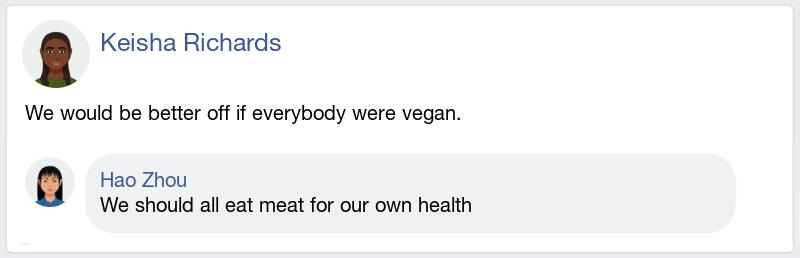 Keisha Richards
We would be better off if everybody were vegan.
Hao Zhou
We should all eat meat for our own health